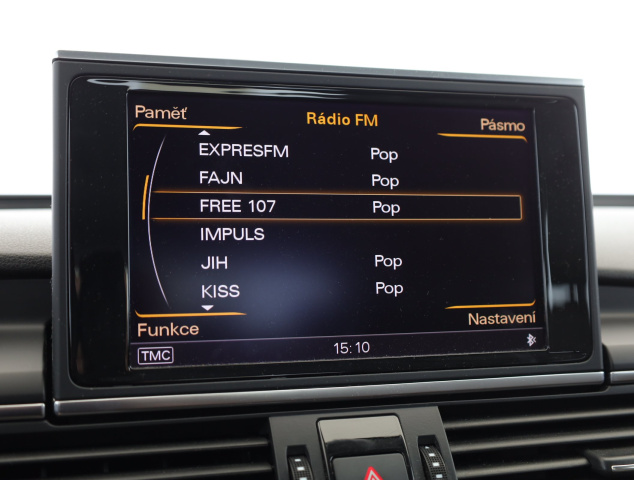 Paměť Rádio FM Pásmo
EXPRESFM Pop
FAJN Pop
FREE 107 Pop
IMPULS
JIH Pop
KISS Pop
Funkce Nastavení
TMC 15:10